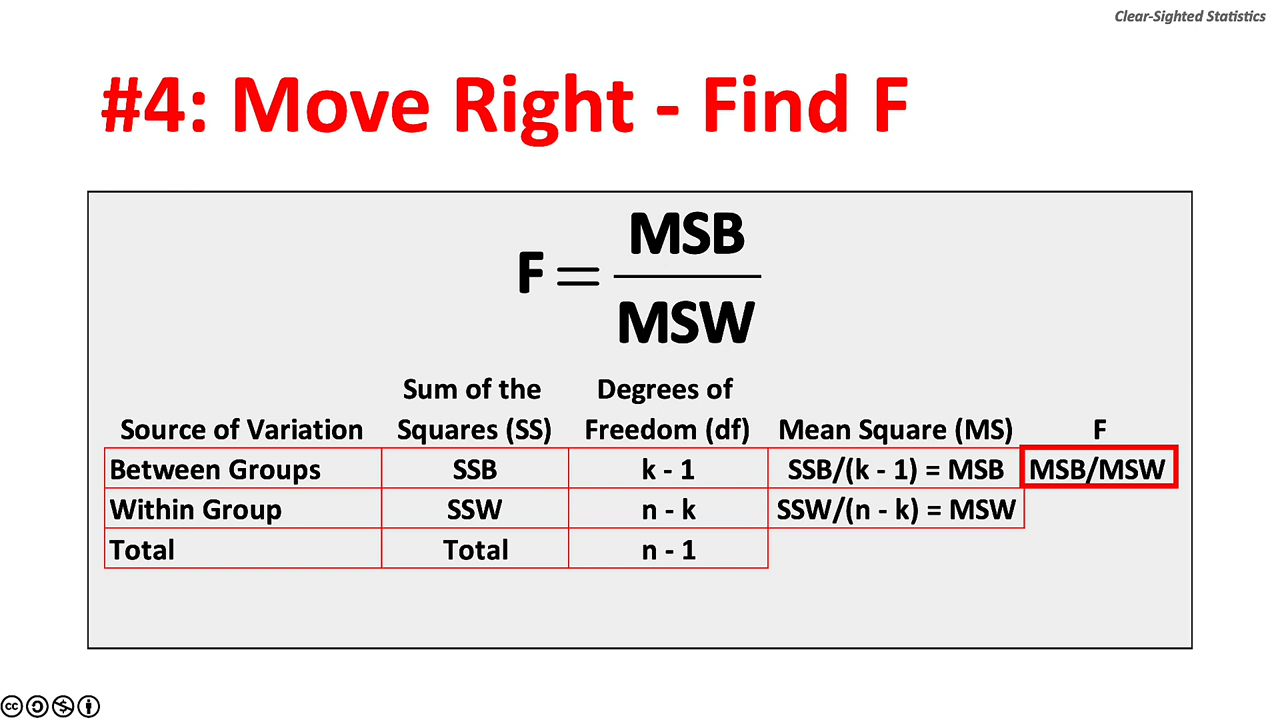 Clear-Sighted Statistics
#4: Move Right - Find F
F = MSB / MSW
Sum of the Degrees of
Source of Variation Squares (SS) Freedom (df) Mean Square (MS) F
Between Groups SSB k - 1 SSB/(k - 1) = MSB MSB/MSW
Within Group SSW n - k SSW/(n - k) = MSW
Total Total n - 1
cc